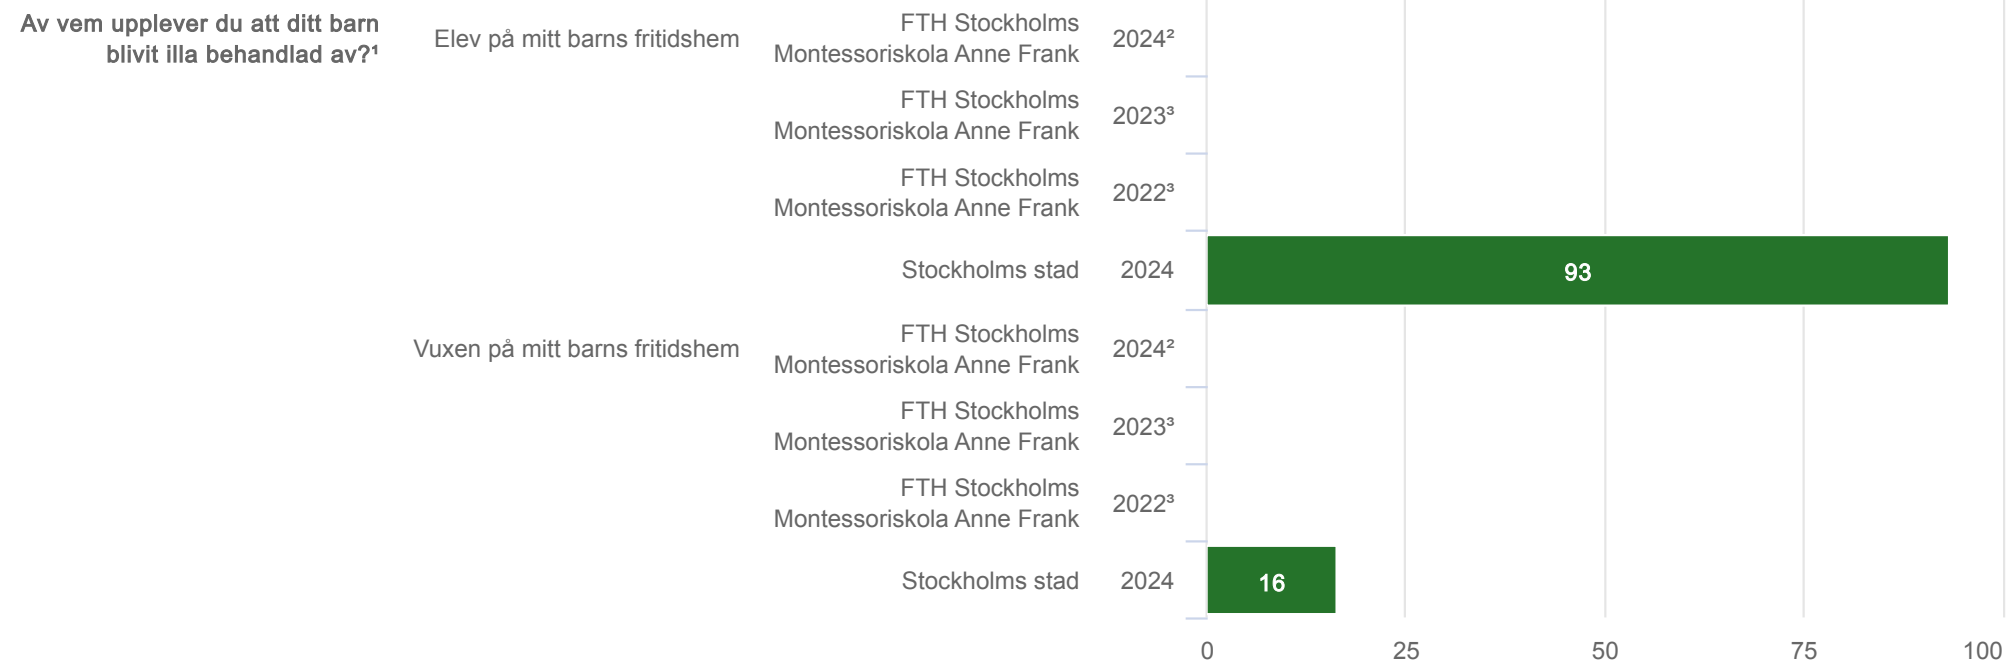 Av vem upplever du att ditt barn
blivit illa behandlad av?¹
Elev på mitt barns fritidshem
FTH Stockholms
Montessoriskola Anne Frank
2024²
FTH Stockholms
Montessoriskola Anne Frank
2023³
FTH Stockholms
Montessoriskola Anne Frank
2022³
Stockholms stad 2024 93
Vuxen på mitt barns fritidshem
FTH Stockholms
Montessoriskola Anne Frank
2024²
FTH Stockholms
Montessoriskola Anne Frank
2023³
FTH Stockholms
Montessoriskola Anne Frank
2022³
Stockholms stad 2024 16
0 25 50 75 100